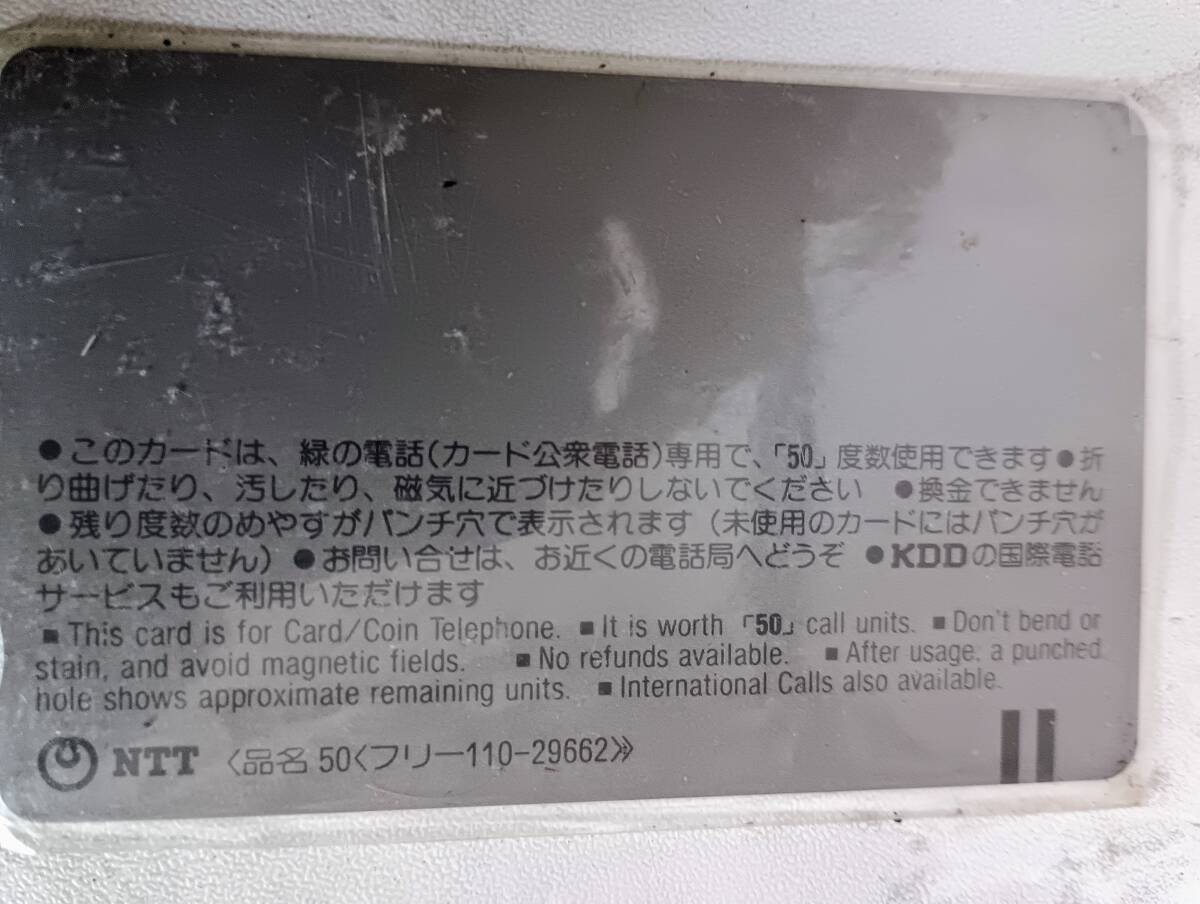 ●このカードは、緑の電話(カード公衆電話)専用で、「50」度数使用できます●折
り曲げたり、汚したり、磁気に近づけたりしないでください ●換金できません
●残り度数のめやすがパンチ穴で表示されます(未使用のカードにはパンチ穴が
あいていません)●お問い合せは、お近くの電話局へどうぞ ●KDDの国際電話
サービスもご利用いただけます
■This card is for Card/Coin Telephone. ■It is worth「50」call units. ■Don't bend or
stain, and avoid magnetic fields. ■No refunds available. ■After usage, a punched
hole shows approximate remaining units. ■International Calls also available.
NTT 〈品名 50〈フリー110-29662》》